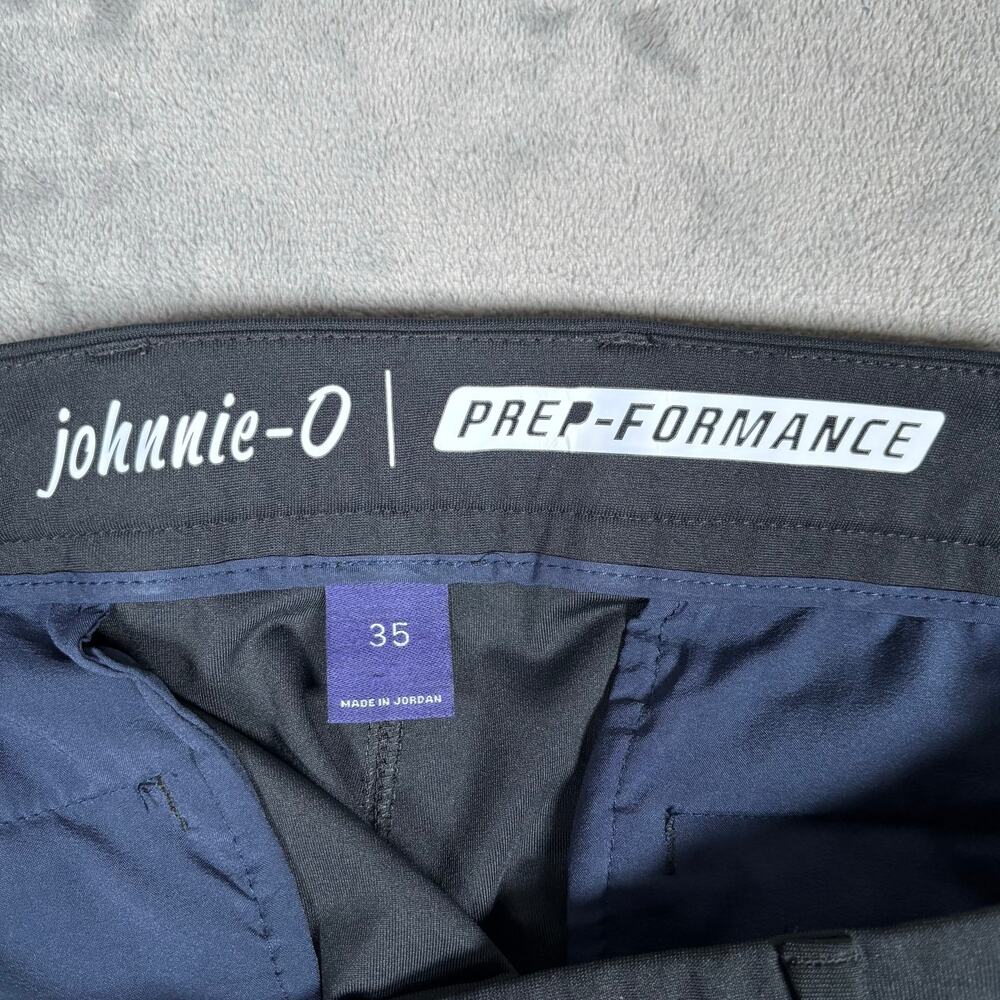 johnnie-O | PREP-FORMANCE
35
MADE IN JORDAN